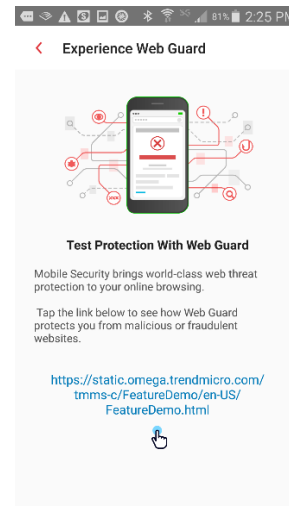 81% 2:25 PM
Experience Web Guard
Test Protection With Web Guard
Mobile Security brings world-class web threat
protection to your online browsing.
Tap the link below to see how Web Guard
protects you from malicious or fraudulent
websites.
https://static.omega.trendmicro.com/
tmms-c/FeatureDemo/en-US/
FeatureDemo.html